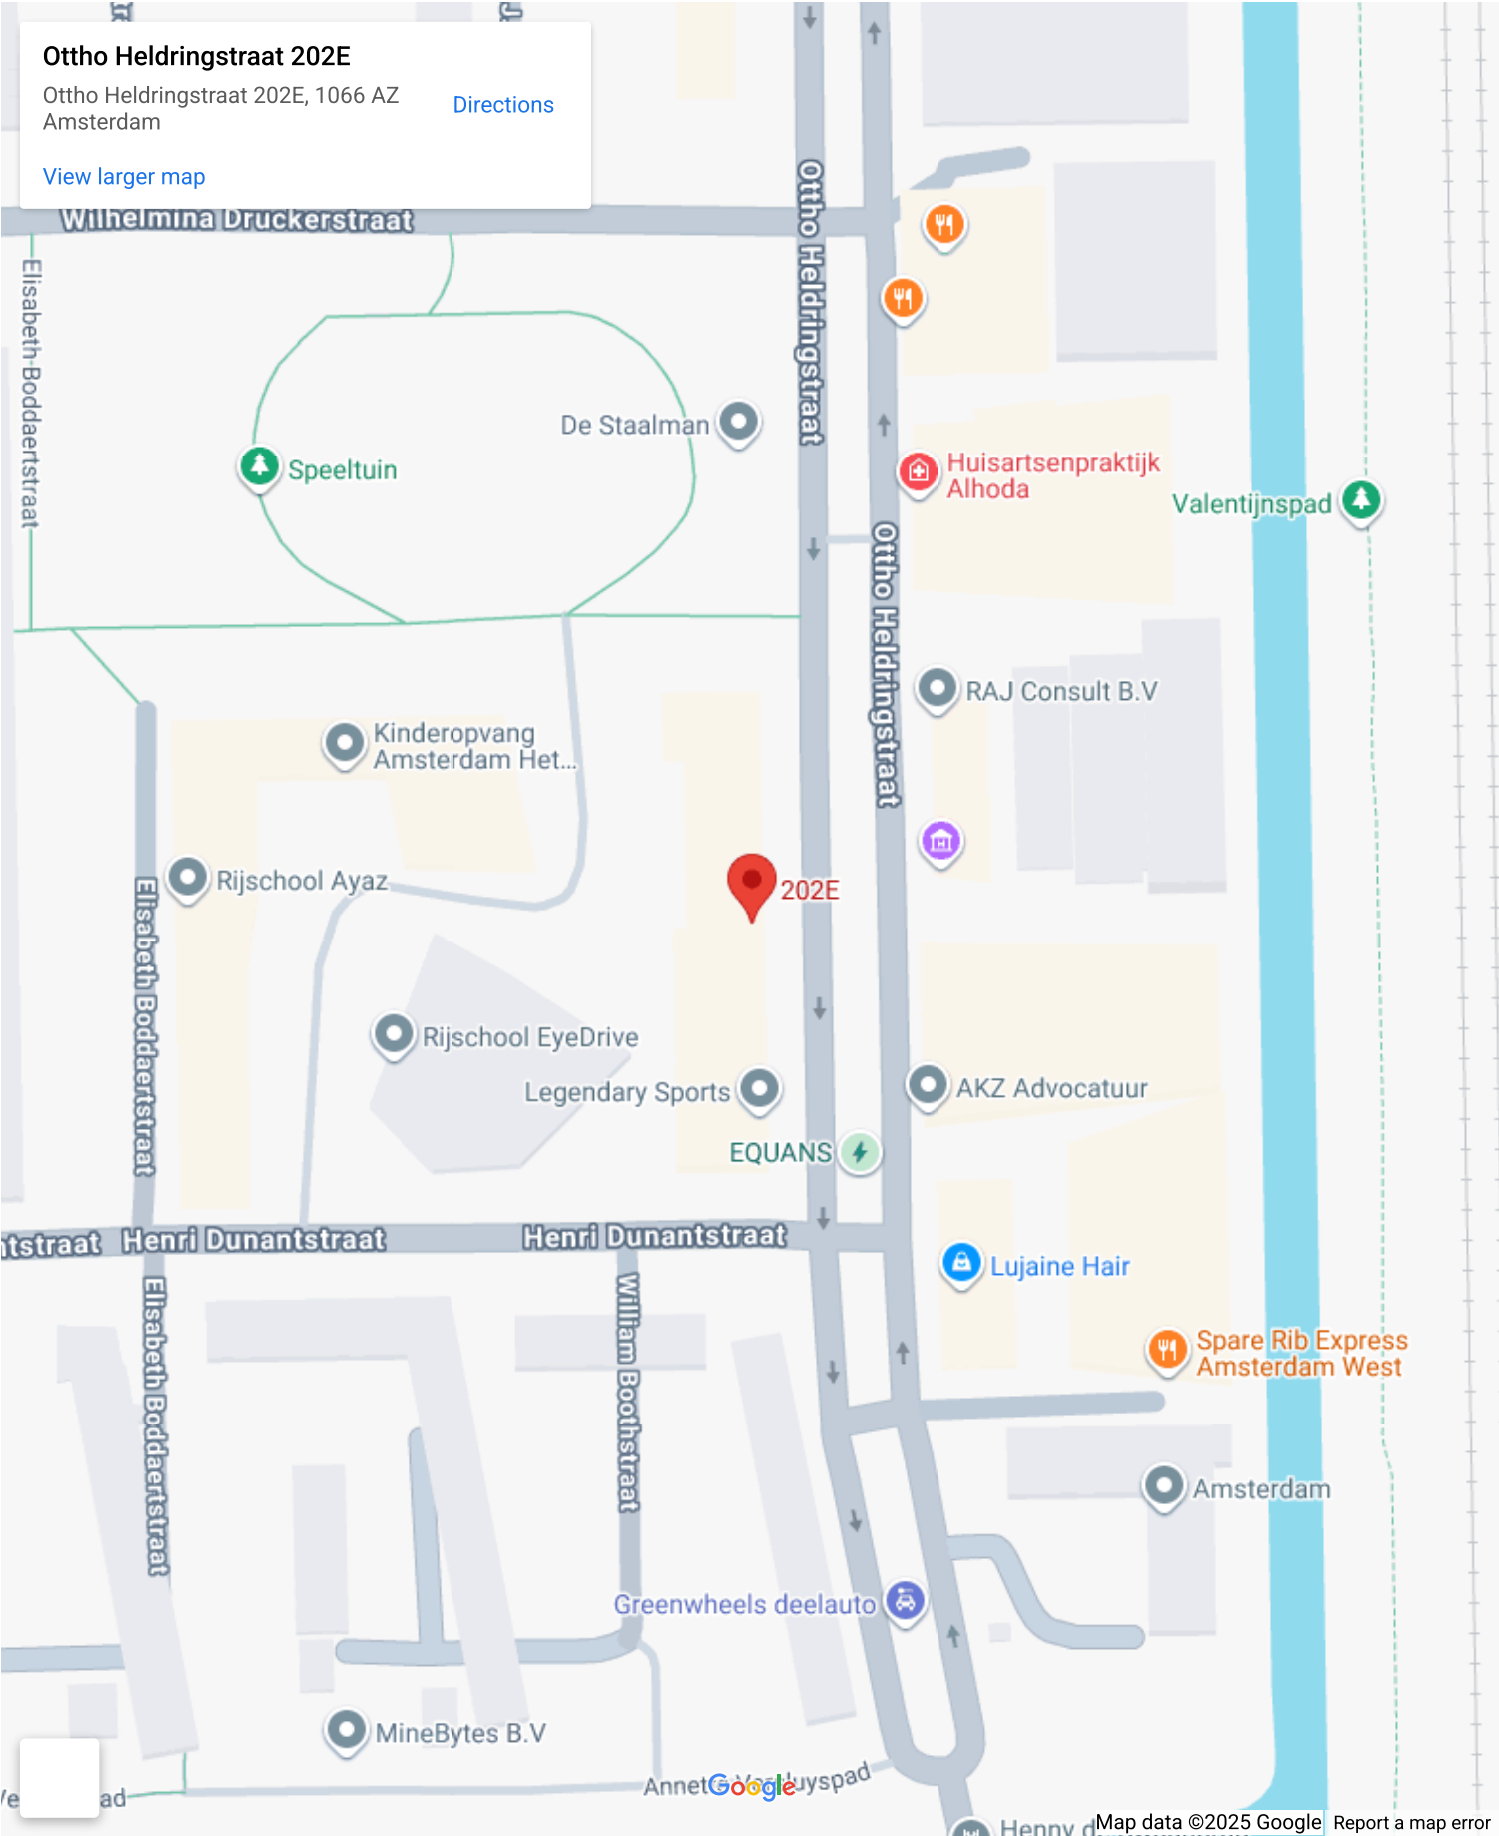 Ottho Heldringstraat 202E
Ottho Heldringstraat 202E, 1066 AZ
Amsterdam
Directions
View larger map
Wilhelmina Druckerstraat
Ottho Heldringstraat
Elisabeth-Boddaertstraat
De Staalman
Speeltuin
Huisartsenpraktijk
Alhoda
Valentijnspad
Ottho Heldringstraat
RAJ Consult B.V
Kinderopvang
Amsterdam Het...
Rijschool Ayaz
202E
Elisabeth Boddaertstraat
Rijschool EyeDrive
Legendary Sports
AKZ Advocatuur
EQUANS
ntstraat
Henri Dunantstraat
Henri Dunantstraat
Lujaine Hair
Elisabeth Boddaertstraat
William Boothstraat
Spare Rib Express
Amsterdam West
Amsterdam
Greenwheels deelauto
MineBytes B.V
Google
ad
Henny d
Map data ©2025 Google
Report a map error